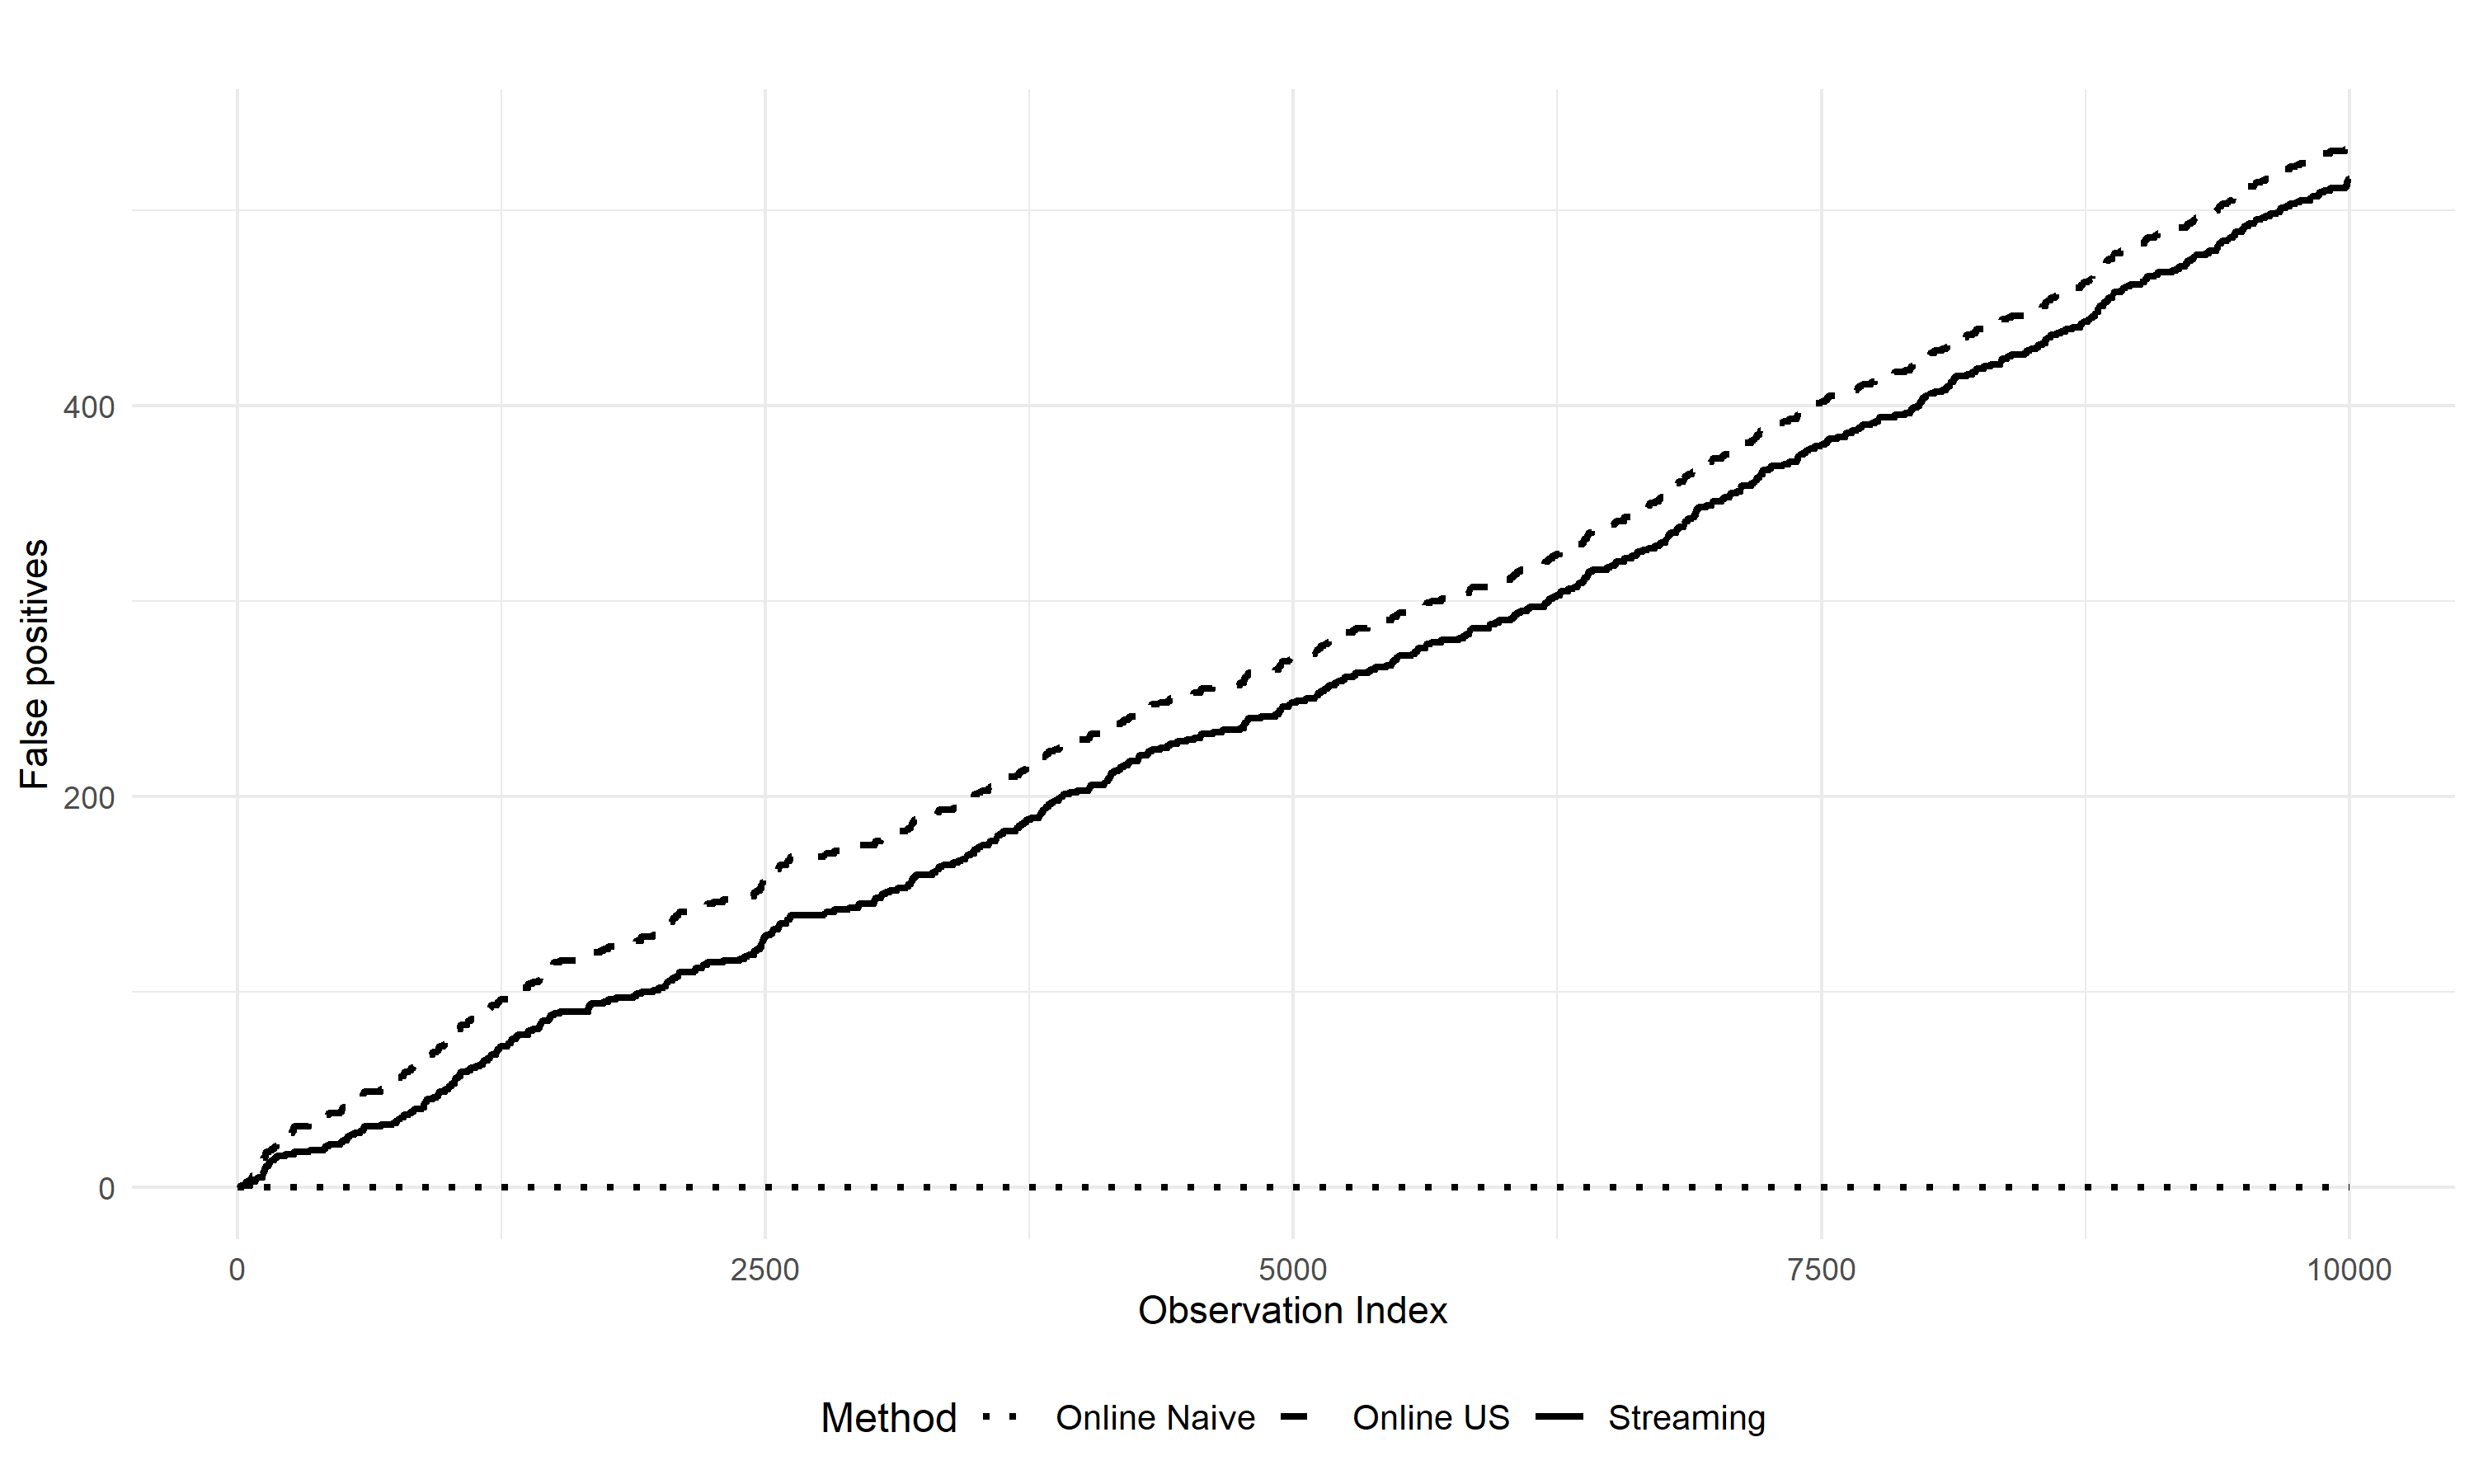 False positives
400
200
0
0 2500 5000 7500 10000
Observation Index
Method Online Naive Online US Streaming